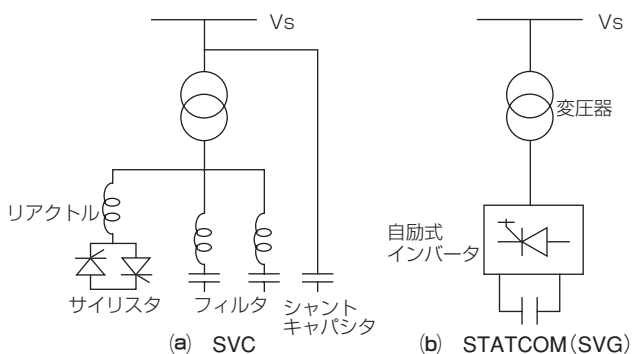 Vs
リアクトル
サイリスタ
フィルタ
シャント
キャパシタ
(a) SVC
Vs
変圧器
自励式
インバータ
(b) STATCOM(SVG)